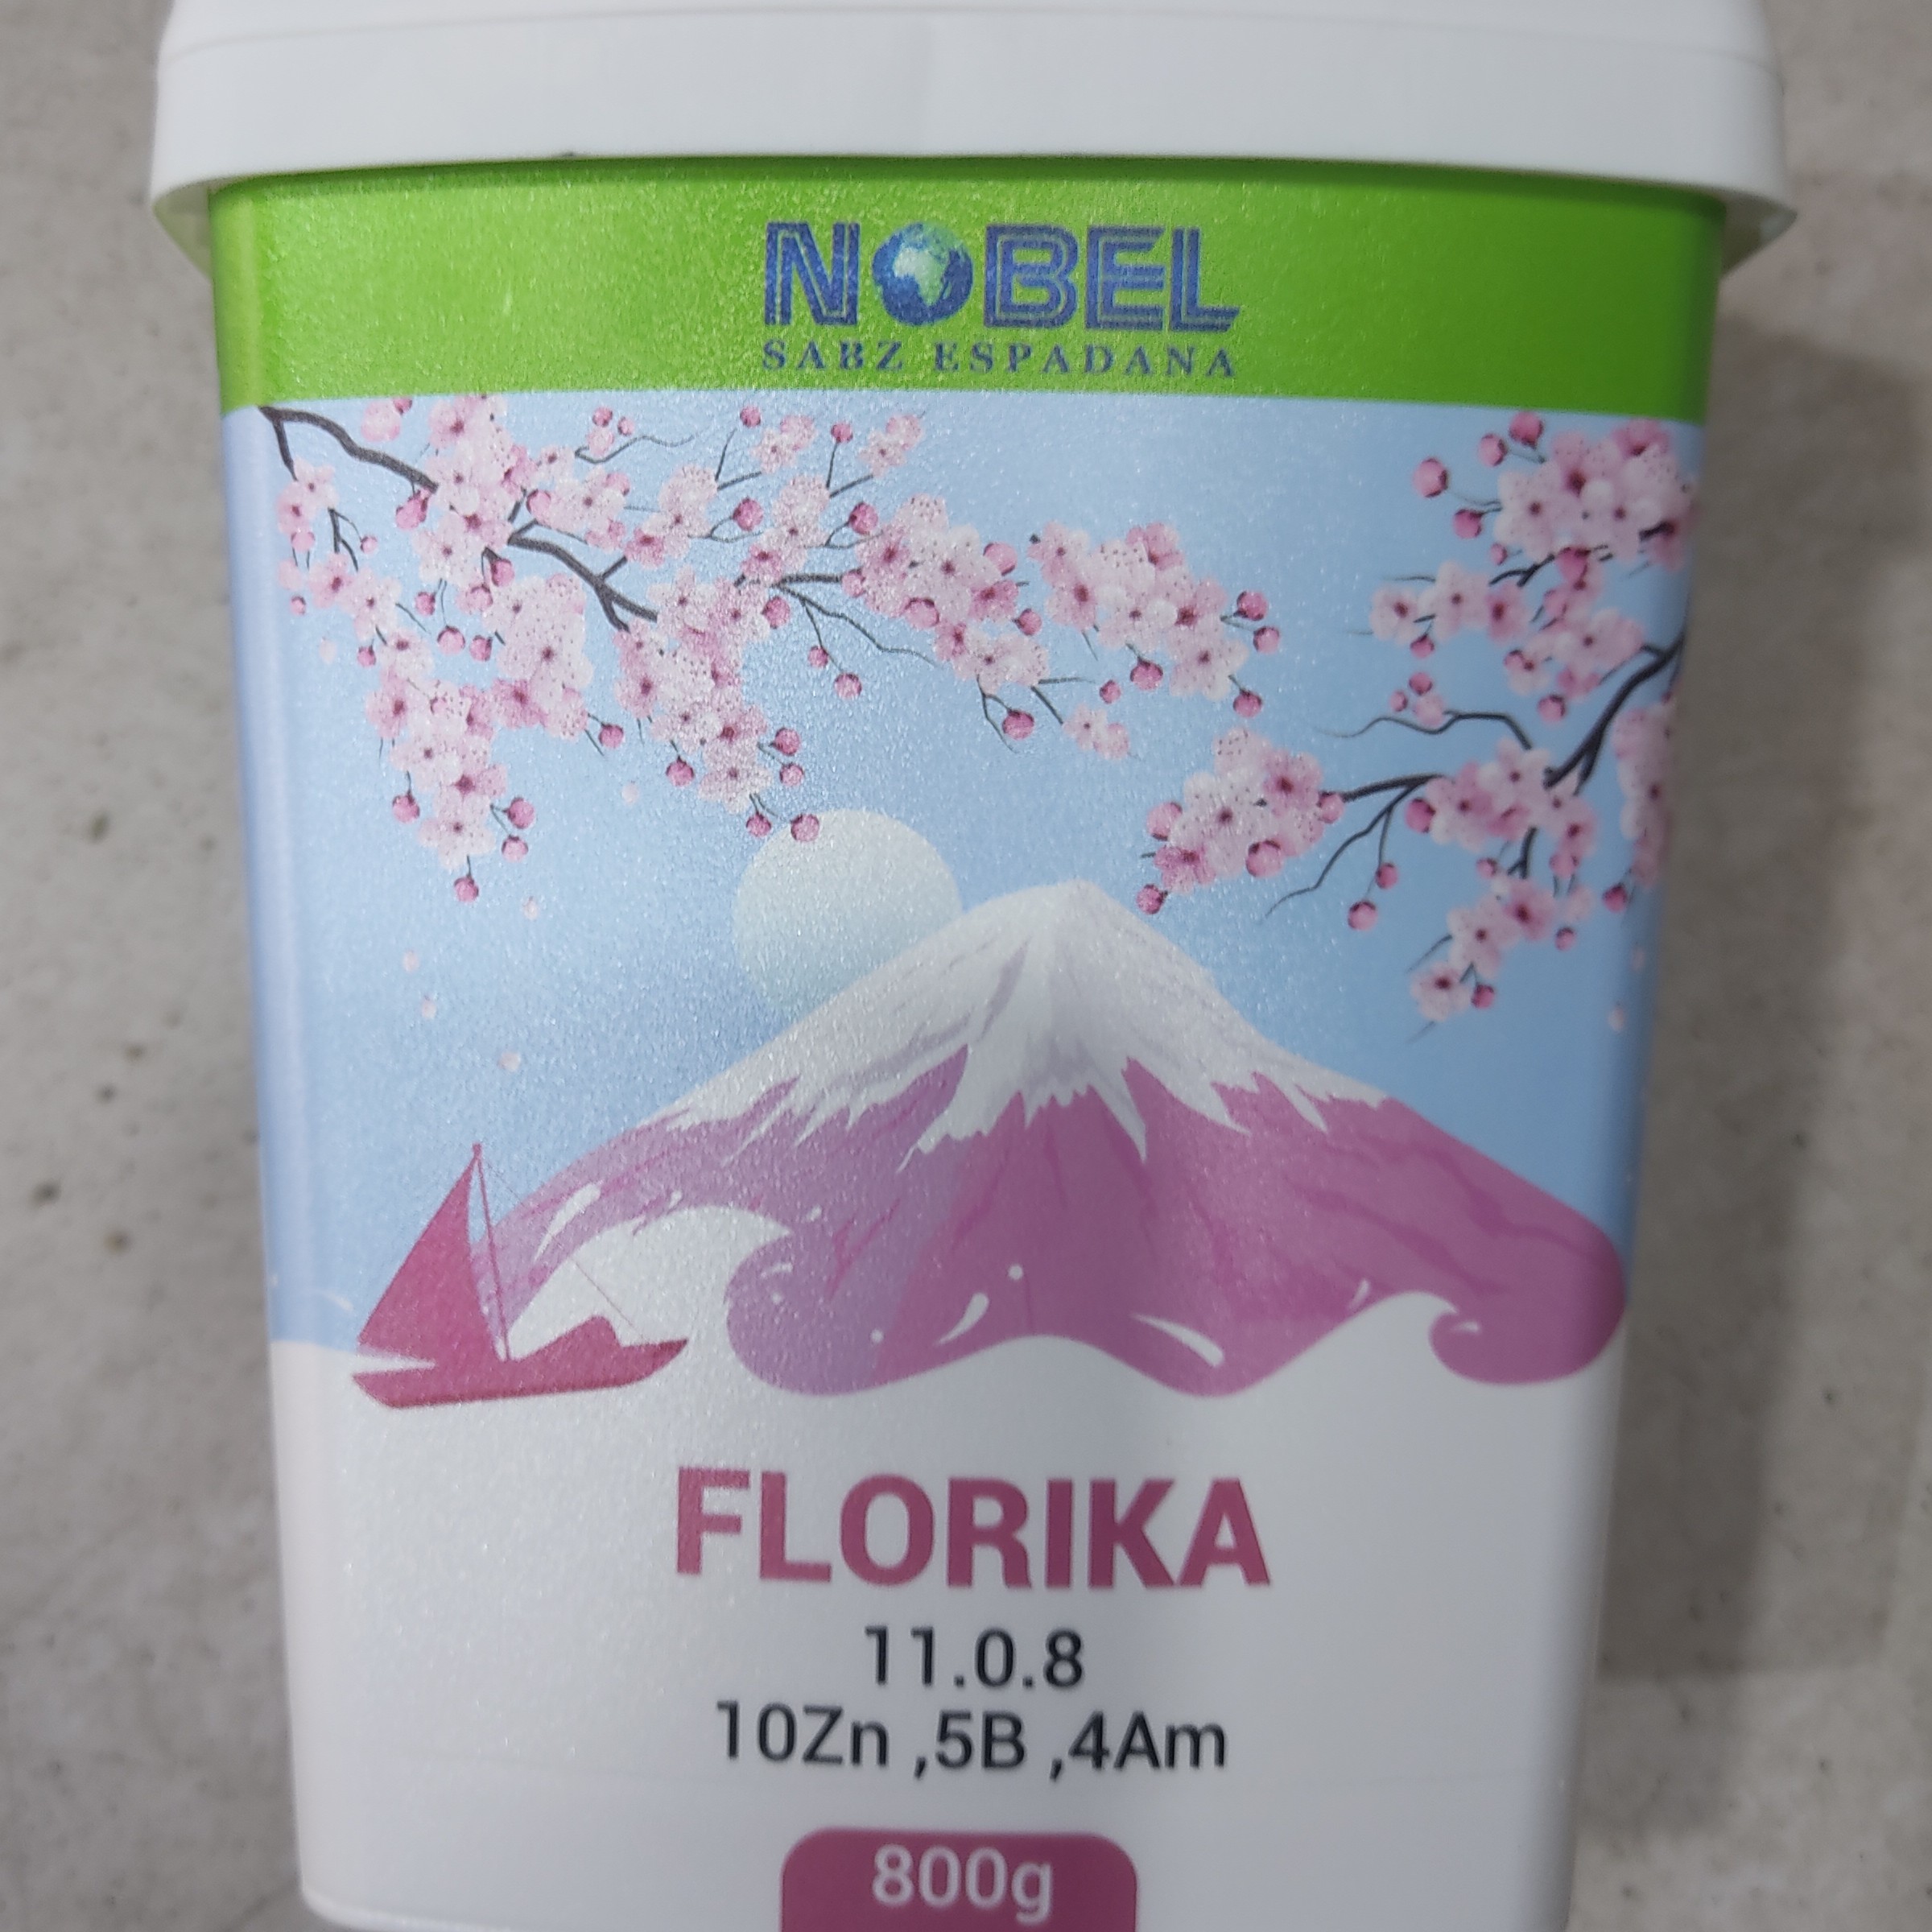 NOBEL
SABZ ESPADANA
FLORIKA
11.0.8
10Zn ,5B ,4Am
800g